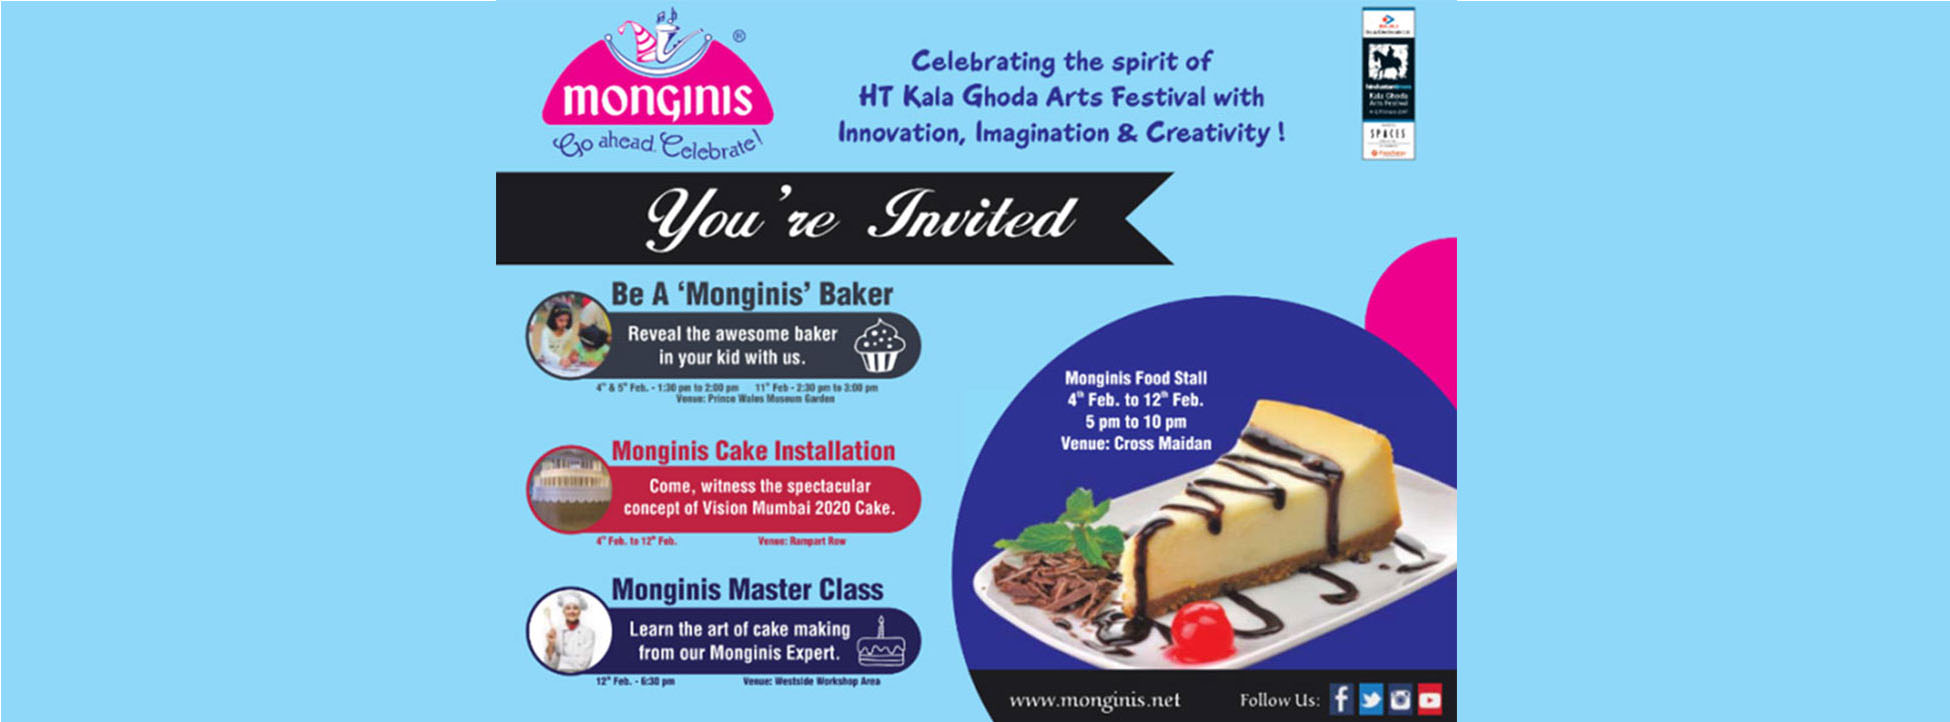 monginis
®
Go ahead. Celebrate!
Celebrating the spirit of
HT Kala Ghoda Arts Festival with
Innovation, Imagination & Creativity !
hindustantimes
Kala Ghoda
Arts Festival
SPACES
You're Invited
Be A ‘Monginis’ Baker
Reveal the awesome baker
in your kid with us.
4th & 5th Feb. - 1:30 pm to 2:00 pm 11th Feb - 2:30 pm to 3:00 pm
Venue: Prince Wales Museum Garden
Monginis Cake Installation
Come, witness the spectacular
concept of Vision Mumbai 2020 Cake.
4th Feb. to 12th Feb. Venue: Rampart Row
Monginis Master Class
Learn the art of cake making
from our Monginis Expert.
12th Feb. - 6:30 pm Venue: Westside Workshop Area
Monginis Food Stall
4th Feb. to 12th Feb.
5 pm to 10 pm
Venue: Cross Maidan
www.monginis.net Follow Us: